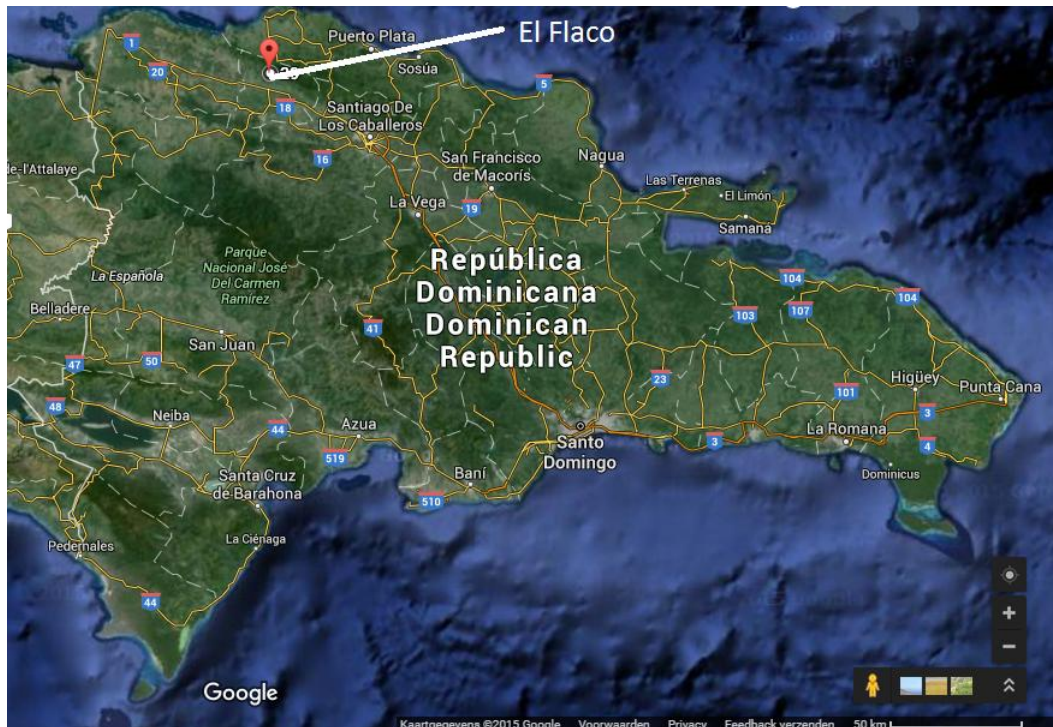 El Flaco
Puerto Plata
1
Sosúa
20
5
18
Santiago De
Los Caballeros
16
San Francisco
de Macorís
Nagua
de-l'Attalaye
Las Terrenas
El Limón
La Vega
19
Samaná
Parque
Nacional José
Del Carmen
Ramírez
La Española
República
Dominicana
Dominican
Republic
104
104
107
103
Belladere
41
San Juan
47
50
23
Higüey
Punta Cana
101
48
Neiba
Azua
44
3
Santo
Domingo
3
La Romana
4
519
Baní
Dominicus
Santa Cruz
de Barahona
510
La Ciénaga
Pedernales
44
Google
Kaartgegevens ©2015 Google Voorwaarden Privacy Feedback verzenden 50 km